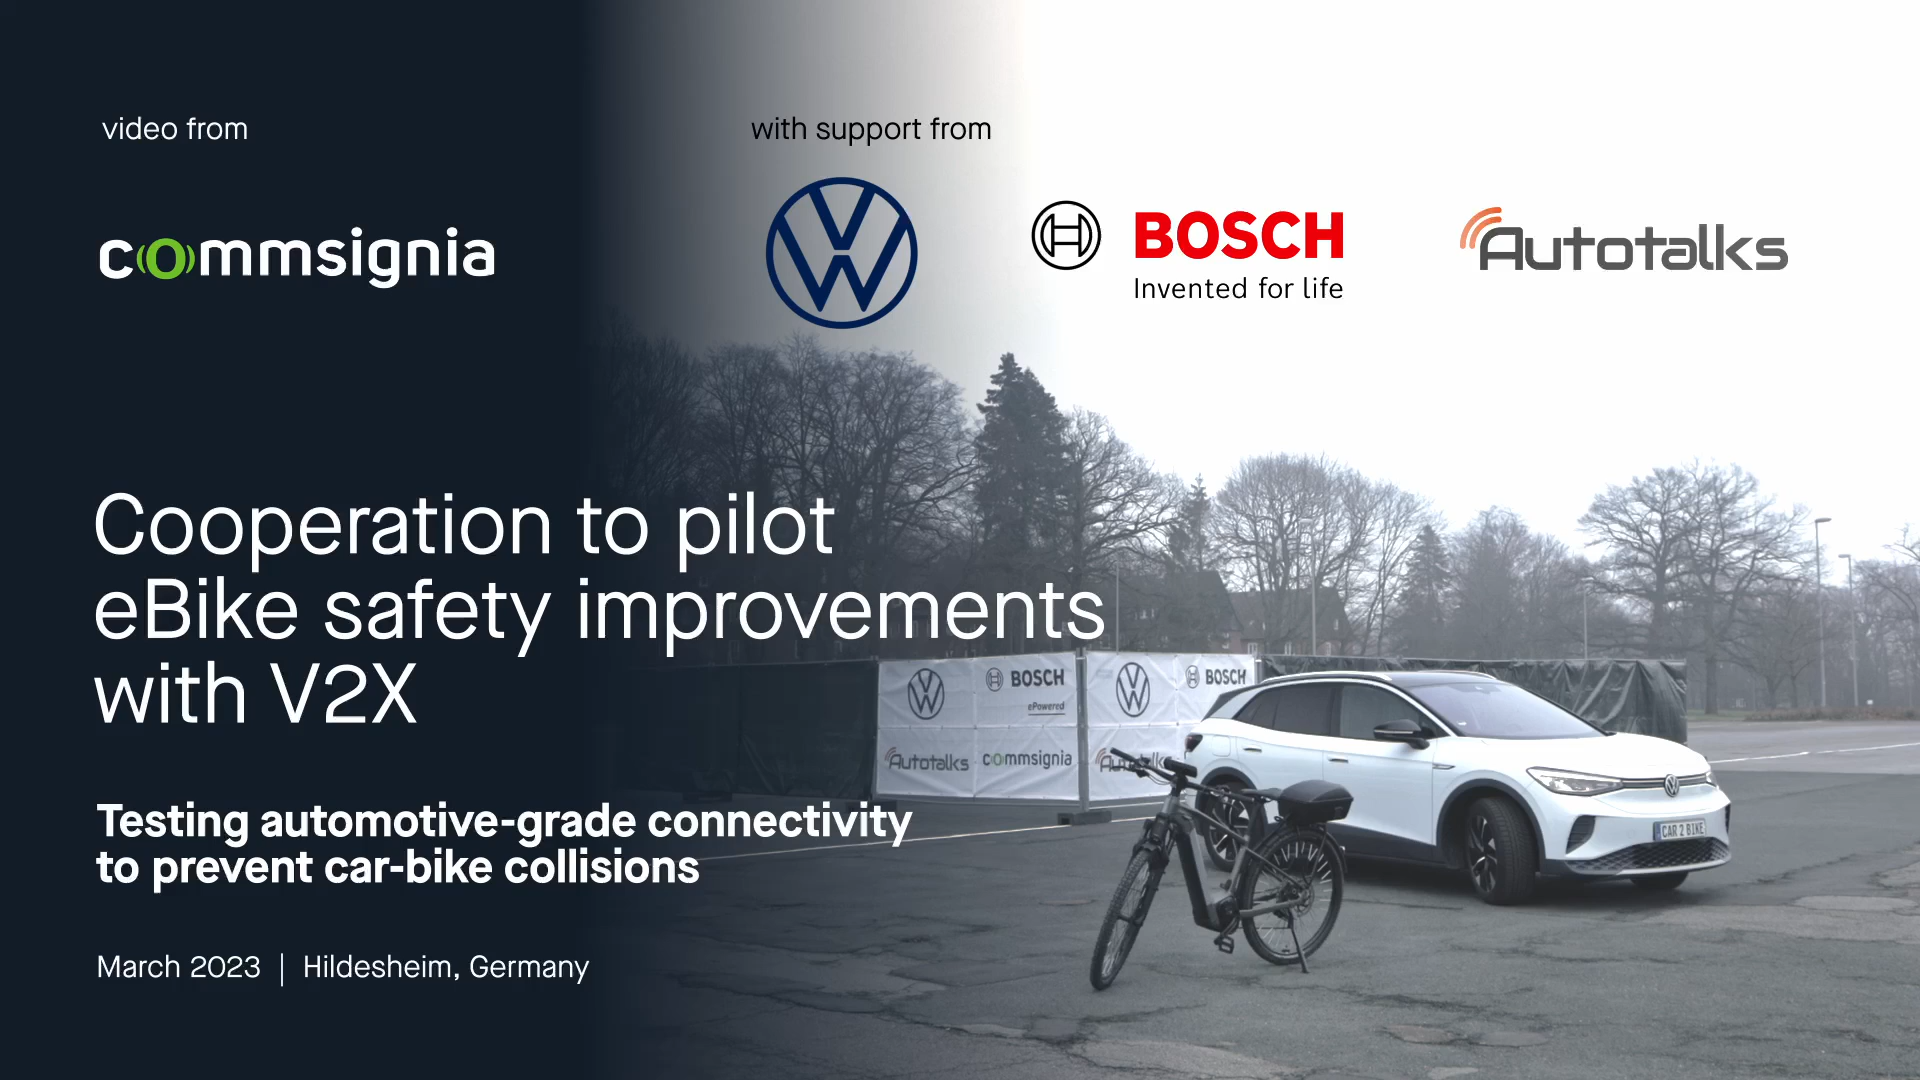 video from
commsignia
with support from
BOSCH
Invented for life
Autotalks
Cooperation to pilot
eBike safety improvements
with V2X
Testing automotive-grade connectivity
to prevent car-bike collisions
March 2023 | Hildesheim, Germany
BOSCH
ePowered
BOSCH
Autotalks
commsignia
Autotalks
CAR 2 BIKE